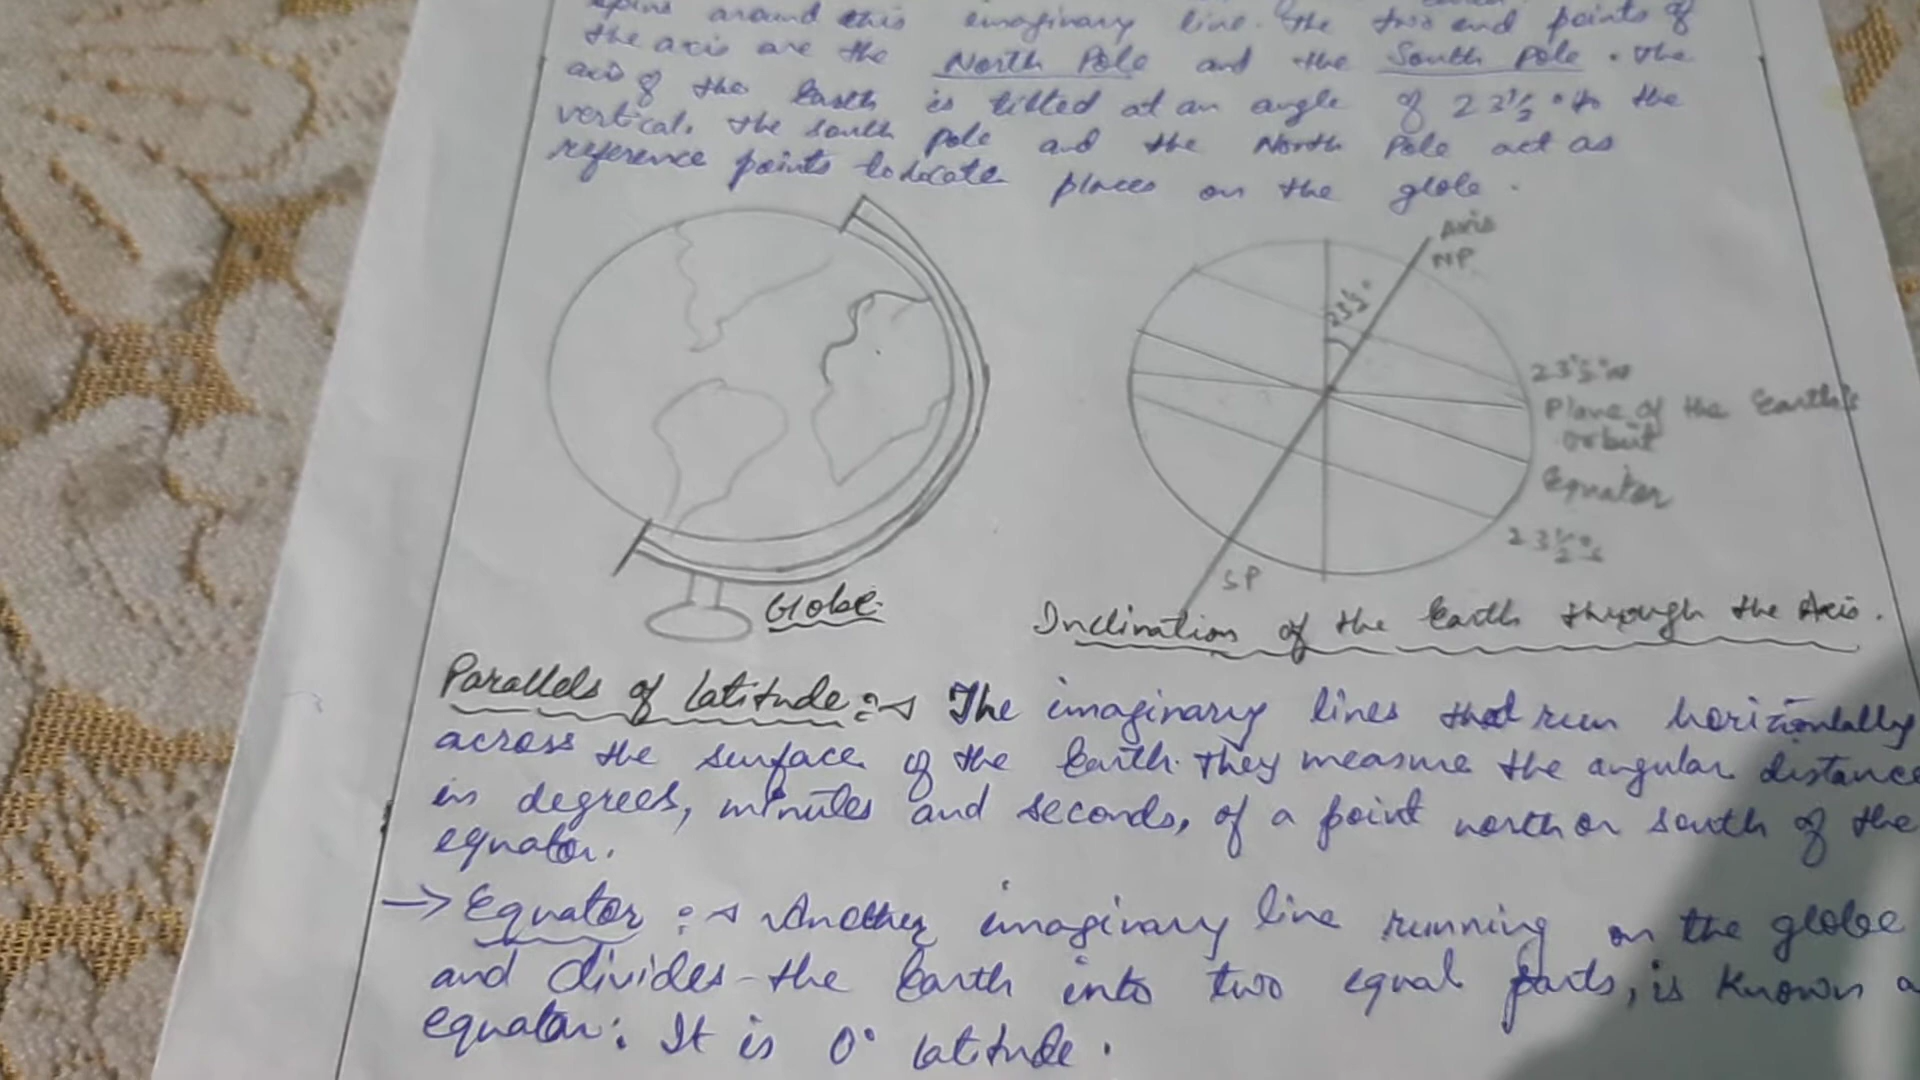 spins around this imaginary line. The two end points of
the axis are the North Pole and the South Pole. The
axis of the Earth is tilted at an angle of 23½° to the
vertical. The South pole and the North Pole act as
reference points to locate places on the globe.
Axis
NP
23½°
23½°N
Plane of the Earth's
orbit
Equator
23½°S
SP
Globe.
Inclination of the Earth through the Axis.
Parallels of latitude :→ The imaginary lines that run horizontally
across the surface of the Earth. They measure the angular distance
in degrees, minutes and seconds, of a point north or south of the
equator.
→ Equator :→ Another imaginary line running on the globe
and divides the Earth into two equal parts, is known a
equator. It is 0° latitude.